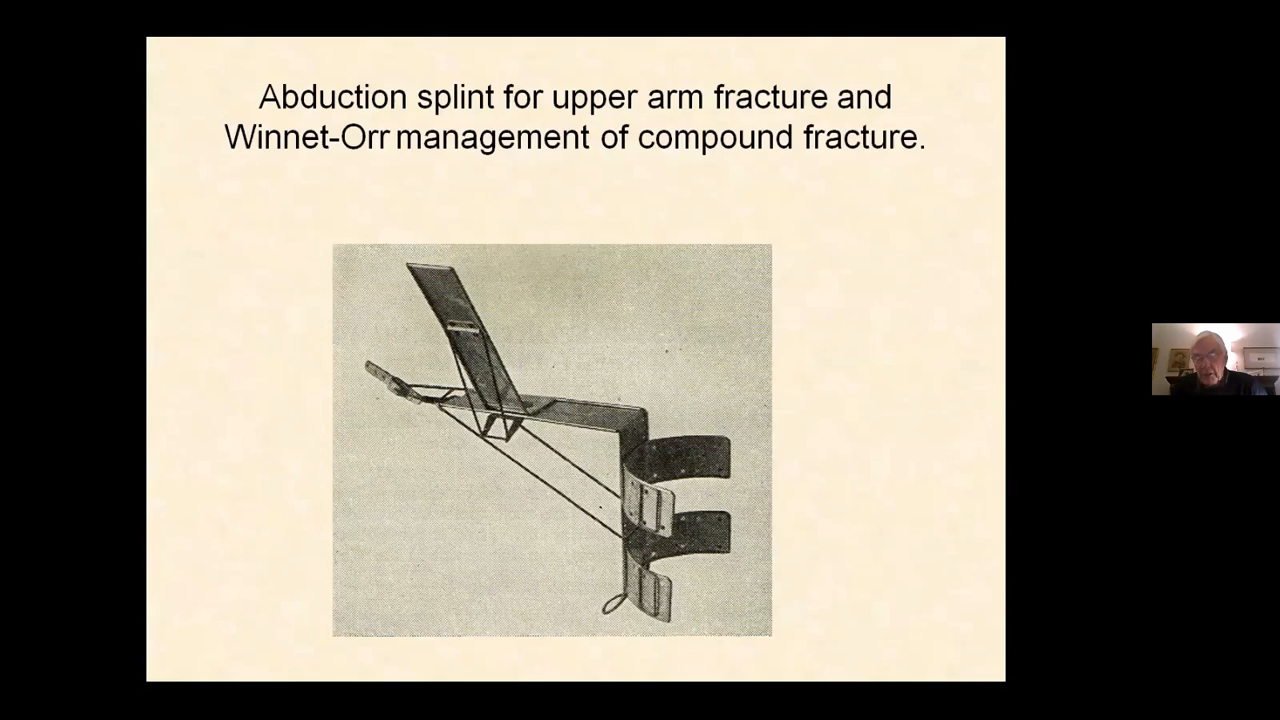 Abduction splint for upper arm fracture and
Winnet-Orr management of compound fracture.